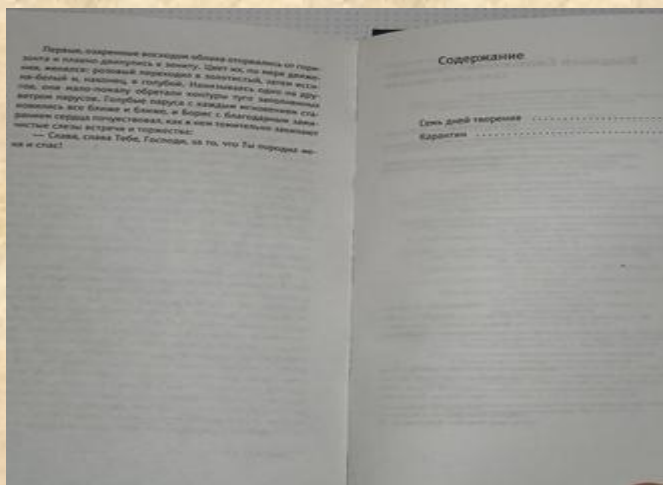 Первые, озаренные восходом облака оторвались от гори-
зонта и плавно двинулись к зениту. Цвет их, по мере движе-
ния, менялся: розовый переходил в золотистый, затем иссин-
на-белый и, наконец, в голубой. Нанизываясь одно на дру-
гое, они мало-помалу обретали контуры туго заполненных
ветром парусов. Голубые паруса с каждым мгновением ста-
новились все ближе и ближе, и Борис с благодарным зами-
ранием сердца почувствовал, как в нем томительно закипают
чистые слезы встречи и торжества:
— Слава, слава Тебе, Господи, за то, что Ты породил ме-
ня и спас!
Содержание
Семь дней творения
Карантин